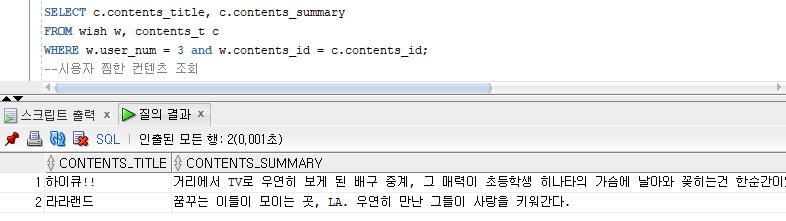 SELECT c.contents_title, c.contents_summary
FROM wish w, contents_t c
WHERE w.user_num = 3 and w.contents_id = c.contents_id;
--사용자 찜한 컨텐츠 조회
스크립트 출력 x 질의 결과 x
SQL | 인출된 모든 행: 2(0,001초)
CONTENTS_TITLE CONTENTS_SUMMARY
1 하이큐!! 거리에서 TV로 우연히 보게 된 배구 중계, 그 매력이 초등학생 히나타의 가슴에 날아와 꽂히는건 한순간이
2 라라랜드 꿈꾸는 이들이 모이는 곳, LA. 우연히 만난 그들이 사랑을 키워간다.